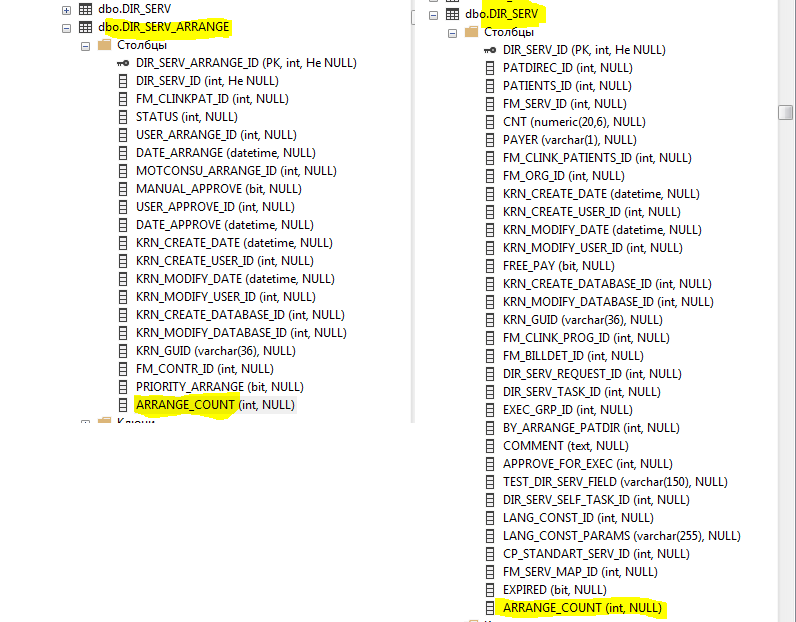 dbo.DIR_SERV
dbo.DIR_SERV_ARRANGE
Столбцы
DIR_SERV_ARRANGE_ID (PK, int, Не NULL)
DIR_SERV_ID (int, Не NULL)
FM_CLINKPAT_ID (int, NULL)
STATUS (int, NULL)
USER_ARRANGE_ID (int, NULL)
DATE_ARRANGE (datetime, NULL)
MOTCONSU_ARRANGE_ID (int, NULL)
MANUAL_APPROVE (bit, NULL)
USER_APPROVE_ID (int, NULL)
DATE_APPROVE (datetime, NULL)
KRN_CREATE_DATE (datetime, NULL)
KRN_CREATE_USER_ID (int, NULL)
KRN_MODIFY_DATE (datetime, NULL)
KRN_MODIFY_USER_ID (int, NULL)
KRN_CREATE_DATABASE_ID (int, NULL)
KRN_MODIFY_DATABASE_ID (int, NULL)
KRN_GUID (varchar(36), NULL)
FM_CONTR_ID (int, NULL)
PRIORITY_ARRANGE (bit, NULL)
ARRANGE_COUNT (int, NULL)
Ключи
dbo.DIR_SERV
Столбцы
DIR_SERV_ID (PK, int, Не NULL)
PATDIREC_ID (int, NULL)
PATIENTS_ID (int, NULL)
FM_SERV_ID (int, NULL)
CNT (numeric(20,6), NULL)
PAYER (varchar(1), NULL)
FM_CLINK_PATIENTS_ID (int, NULL)
FM_ORG_ID (int, NULL)
KRN_CREATE_DATE (datetime, NULL)
KRN_CREATE_USER_ID (int, NULL)
KRN_MODIFY_DATE (datetime, NULL)
KRN_MODIFY_USER_ID (int, NULL)
FREE_PAY (bit, NULL)
KRN_CREATE_DATABASE_ID (int, NULL)
KRN_MODIFY_DATABASE_ID (int, NULL)
KRN_GUID (varchar(36), NULL)
FM_CLINK_PROG_ID (int, NULL)
FM_BILLDET_ID (int, NULL)
DIR_SERV_REQUEST_ID (int, NULL)
DIR_SERV_TASK_ID (int, NULL)
EXEC_GRP_ID (int, NULL)
BY_ARRANGE_PATDIR (int, NULL)
COMMENT (text, NULL)
APPROVE_FOR_EXEC (int, NULL)
TEST_DIR_SERV_FIELD (varchar(150), NULL)
DIR_SERV_SELF_TASK_ID (int, NULL)
LANG_CONST_ID (int, NULL)
LANG_CONST_PARAMS (varchar(255), NULL)
CP_STANDART_SERV_ID (int, NULL)
FM_SERV_MAP_ID (int, NULL)
EXPIRED (bit, NULL)
ARRANGE_COUNT (int, NULL)